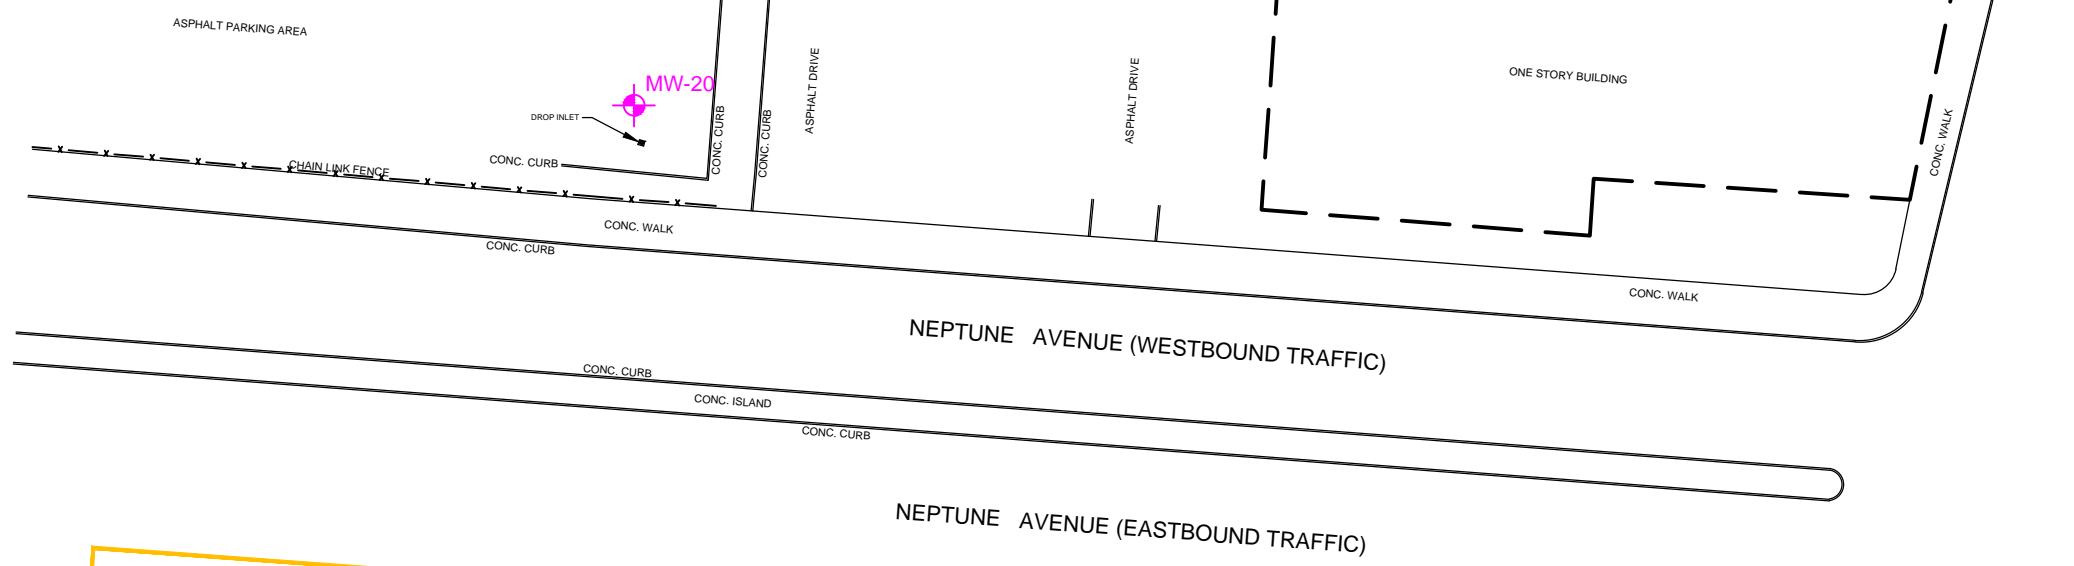 ASPHALT PARKING AREA
MW-20
DROP INLET
CONC. CURB
CONC. CURB
CONC. CURB
ASPHALT DRIVE
ASPHALT DRIVE
ONE STORY BUILDING
CONC. WALK
CHAIN LINK FENCE
CONC. WALK
CONC. CURB
CONC. WALK
NEPTUNE AVENUE (WESTBOUND TRAFFIC)
CONC. CURB
CONC. ISLAND
CONC. CURB
NEPTUNE AVENUE (EASTBOUND TRAFFIC)